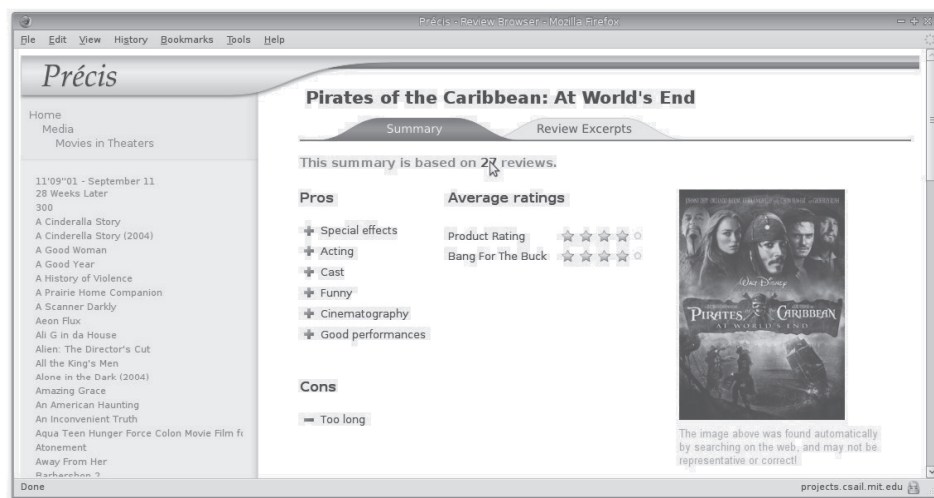 Précis - Review Browser - Mozilla Firefox
File Edit View History Bookmarks Tools Help
Précis
Home
Media
Movies in Theaters
11'09"01 - September 11
28 Weeks Later
300
A Cinderalla Story
A Cinderella Story (2004)
A Good Woman
A Good Year
A History of Violence
A Prairie Home Companion
A Scanner Darkly
Aeon Flux
Ali G in da House
Alien: The Director's Cut
All the King's Men
Alone in the Dark (2004)
Amazing Grace
An American Haunting
An Inconvenient Truth
Aqua Teen Hunger Force Colon Movie Film f
Atonement
Away From Her
Barbershop 2
Pirates of the Caribbean: At World's End
Summary Review Excerpts
This summary is based on 27 reviews.
Pros
Special effects
Acting
Cast
Funny
Cinematography
Good performances
Cons
Too long
Average ratings
Product Rating
Bang For The Buck
Walt Disney
PIRATES CARIBBEAN
AT WORLD'S END
The image above was found automatically
by searching on the web, and may not be
representative or correct!
Done projects.csail.mit.edu